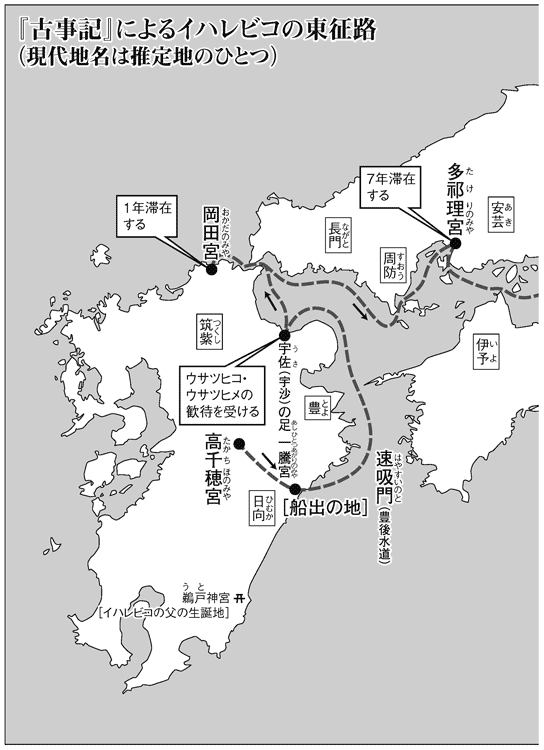 『古事記』によるイハレビコの東征路
（現代地名は推定地のひとつ）
7年滞在
する
多祁理宮
たけりのみや
安芸
あき
1年滞在
する
岡田宮
おかだのみや
長門
ながと
周防
すおう
筑紫
つくし
伊予
いよ
ウサツヒコ・
ウサツヒメの
歓待を受ける
宇佐（宇沙）の足一騰宮
うさ
あしひとつあがりのみや
豊
とよ
高千穂宮
たかちほのみや
速吸門（豊後水道）
はやすいのと
日向
ひむか
［船出の地］
鵜戸神宮
うと
［イハレビコの父の生誕地］